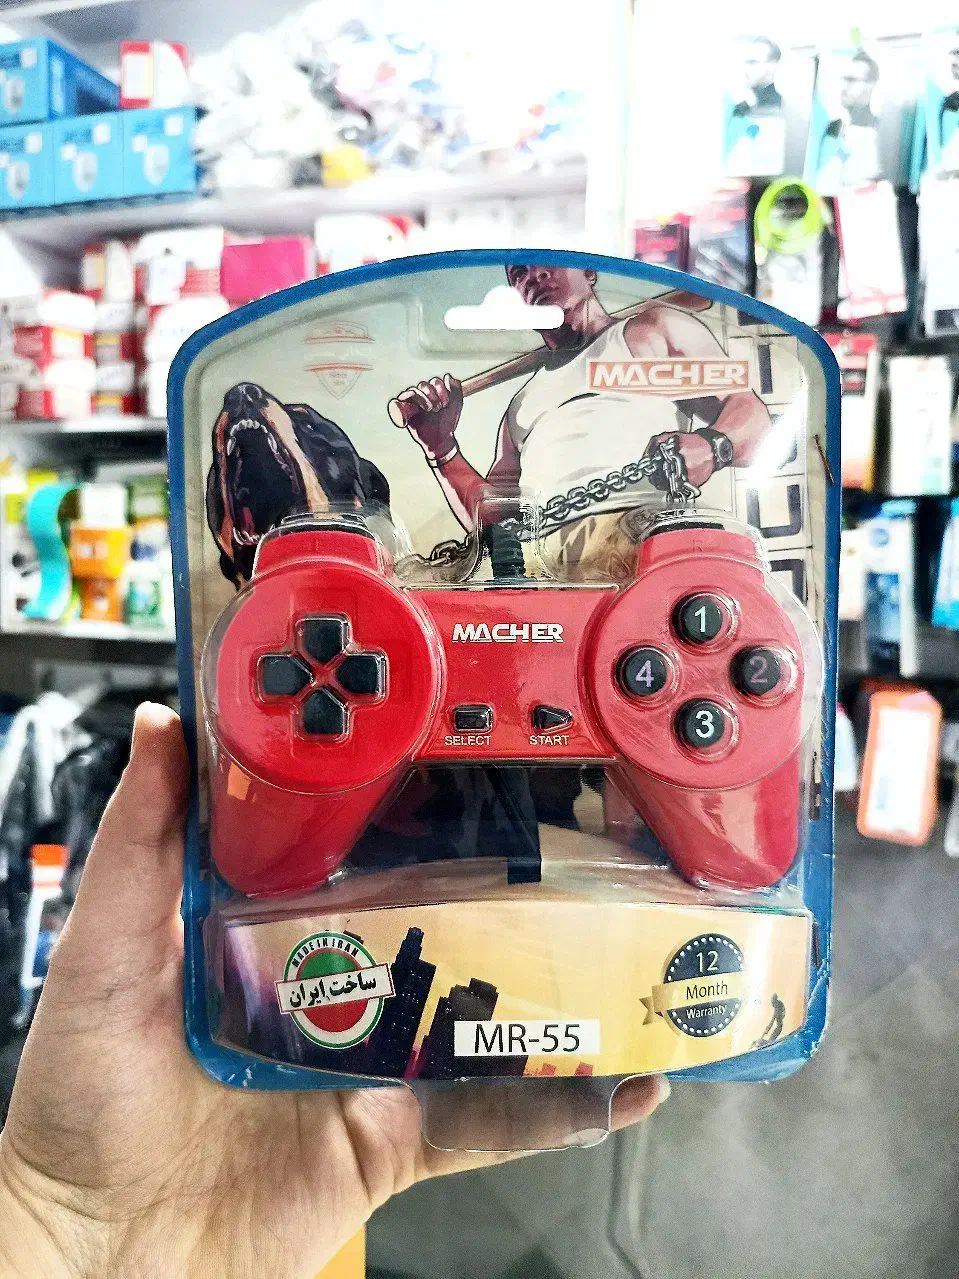 MACHER
L
R
MACHER
1
4
2
3
SELECT
START
MADE IN IRAN
ساخت ایران
12
Month
Warranty
MR-55